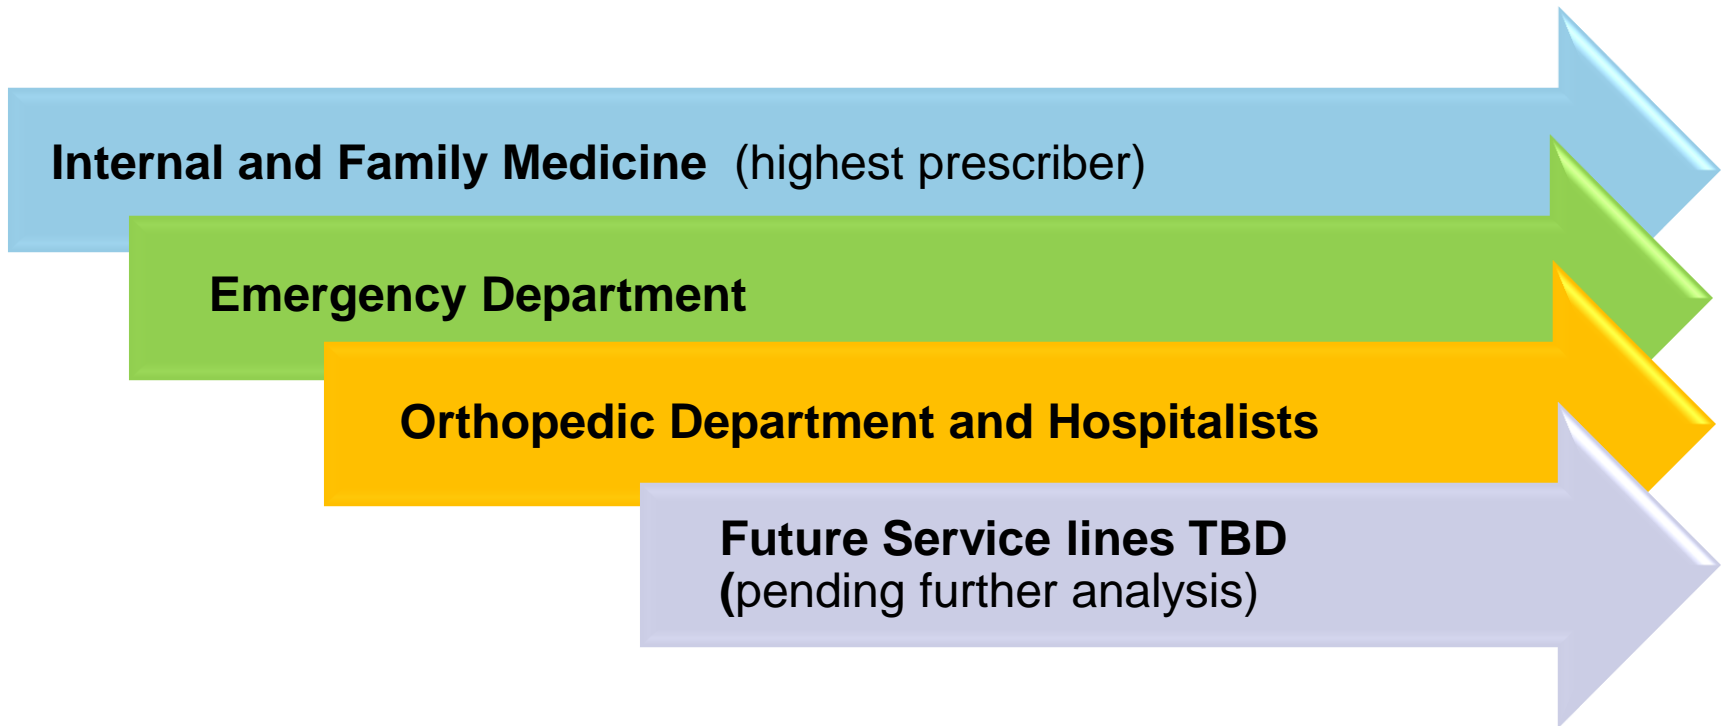 Internal and Family Medicine (highest prescriber)
Emergency Department
Orthopedic Department and Hospitalists
Future Service lines TBD
(pending further analysis)